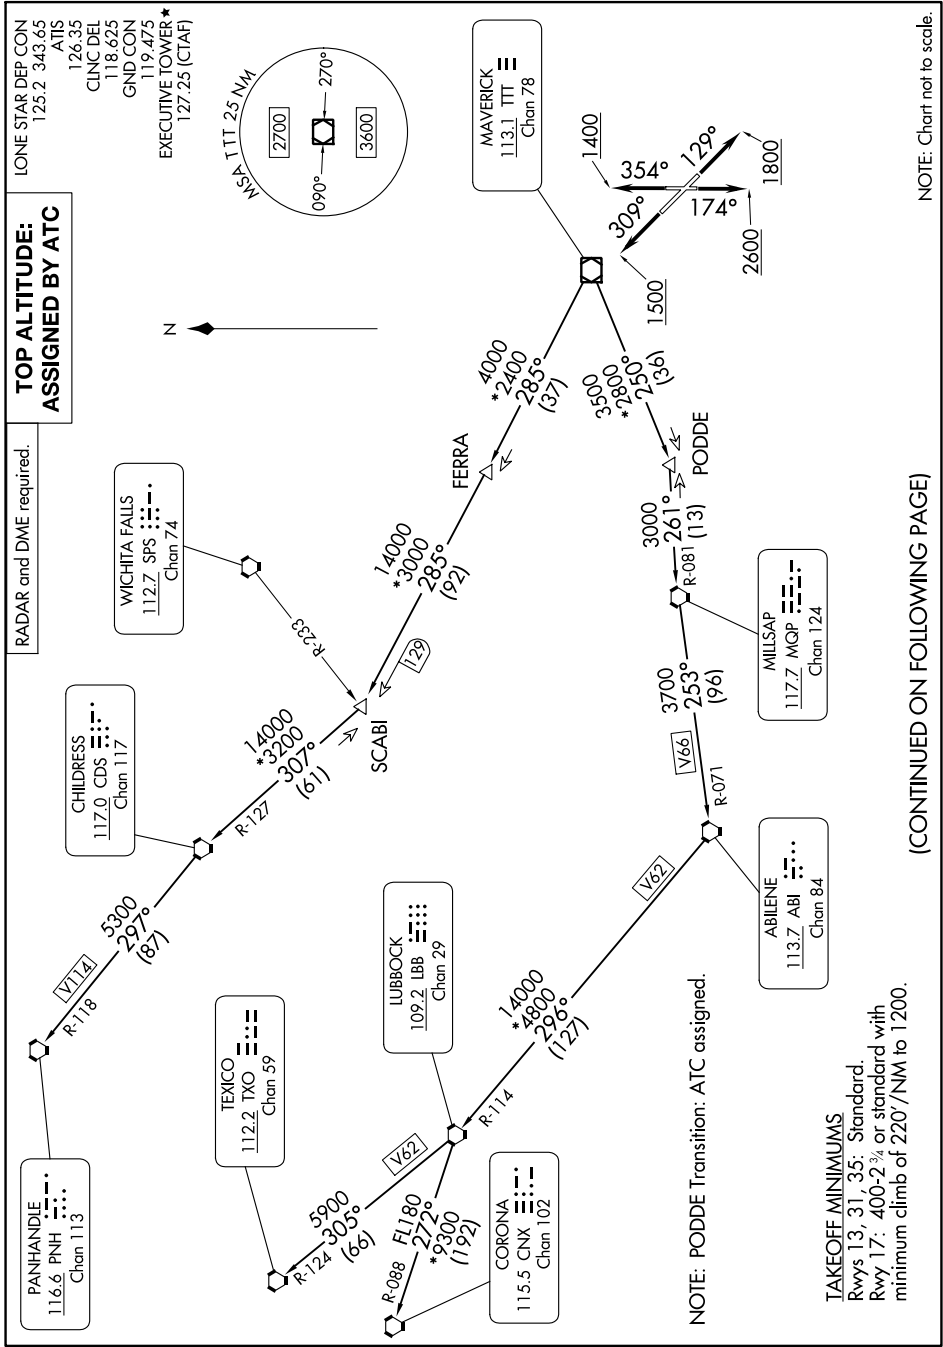 LONE STAR DEP CON
125.2 343.65
ATIS
126.35
CLNC DEL
118.625
GND CON
119.475
EXECUTIVE TOWER★
127.25 (CTAF)
TOP ALTITUDE:
ASSIGNED BY ATC
RADAR and DME required.
MSA TTT 25 NM
2700
090°
270°
3600
N
MAVERICK
113.1 TTT
Chan 78
1400
354°
129°
309°
174°
1800
2600
1500
NOTE: Chart not to scale.
4000
*2400
285°
(37)
3500
*2800
250°
(36)
FERRA
PODDE
14000
*3000
285°
(92)
129
3000
261°
(13)
R-081
WICHITA FALLS
112.7 SPS
Chan 74
R-233
SCABI
MILLSAP
117.7 MQP
Chan 124
3700
253°
(96)
V66
R-071
CHILDRESS
117.0 CDS
Chan 117
14000
*3200
307°
(61)
R-127
ABILENE
113.7 ABI
Chan 84
V62
14000
*4800
296°
(127)
R-114
5300
297°
(87)
V114
R-118
LUBBOCK
109.2 LBB
Chan 29
TEXICO
112.2 TXO
Chan 59
V62
5900
305°
(66)
R-124
FL180
272°
*9300
(192)
R-088
CORONA
115.5 CNX
Chan 102
PANHANDLE
116.6 PNH
Chan 113
NOTE: PODDE Transition: ATC assigned.
TAKEOFF MINIMUMS
Rwys 13, 31, 35: Standard.
Rwy 17: 400-2¾ or standard with
minimum climb of 220'/NM to 1200.
(CONTINUED ON FOLLOWING PAGE)